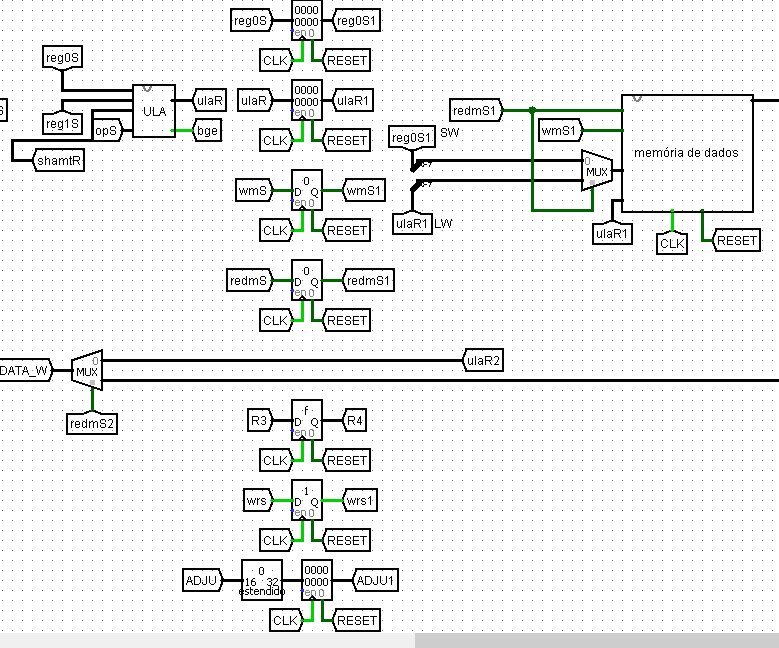 reg0S
0000
0000
en 0
reg0S1
CLK
RESET
reg0S
S
ULA
ulaR
reg1S
opS
bge
shamtR
ulaR
0000
0000
en 0
ulaR1
CLK
RESET
redmS1
reg0S1
SW
wmS1
0-7
0
MUX
memória de dados
0-7
ulaR1
LW
ulaR1
CLK
RESET
wmS
0
D Q
en 0
wmS1
CLK
RESET
redmS
0
D Q
en 0
redmS1
CLK
RESET
DATA_W
0
MUX
ulaR2
redmS2
R3
f
D Q
en 0
R4
CLK
RESET
wrs
1
D Q
en 0
wrs1
CLK
RESET
ADJU
0
16 32
estendido
0000
0000
en 0
ADJU1
CLK
RESET